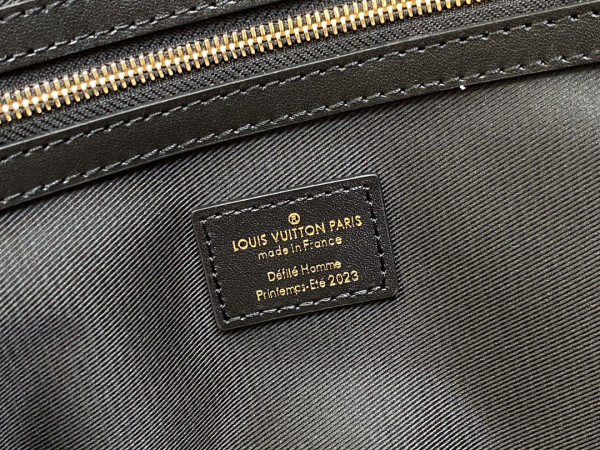 ®
LOUIS VUITTON PARIS
made in France
Défilé Homme
Printemps-Eté 2023